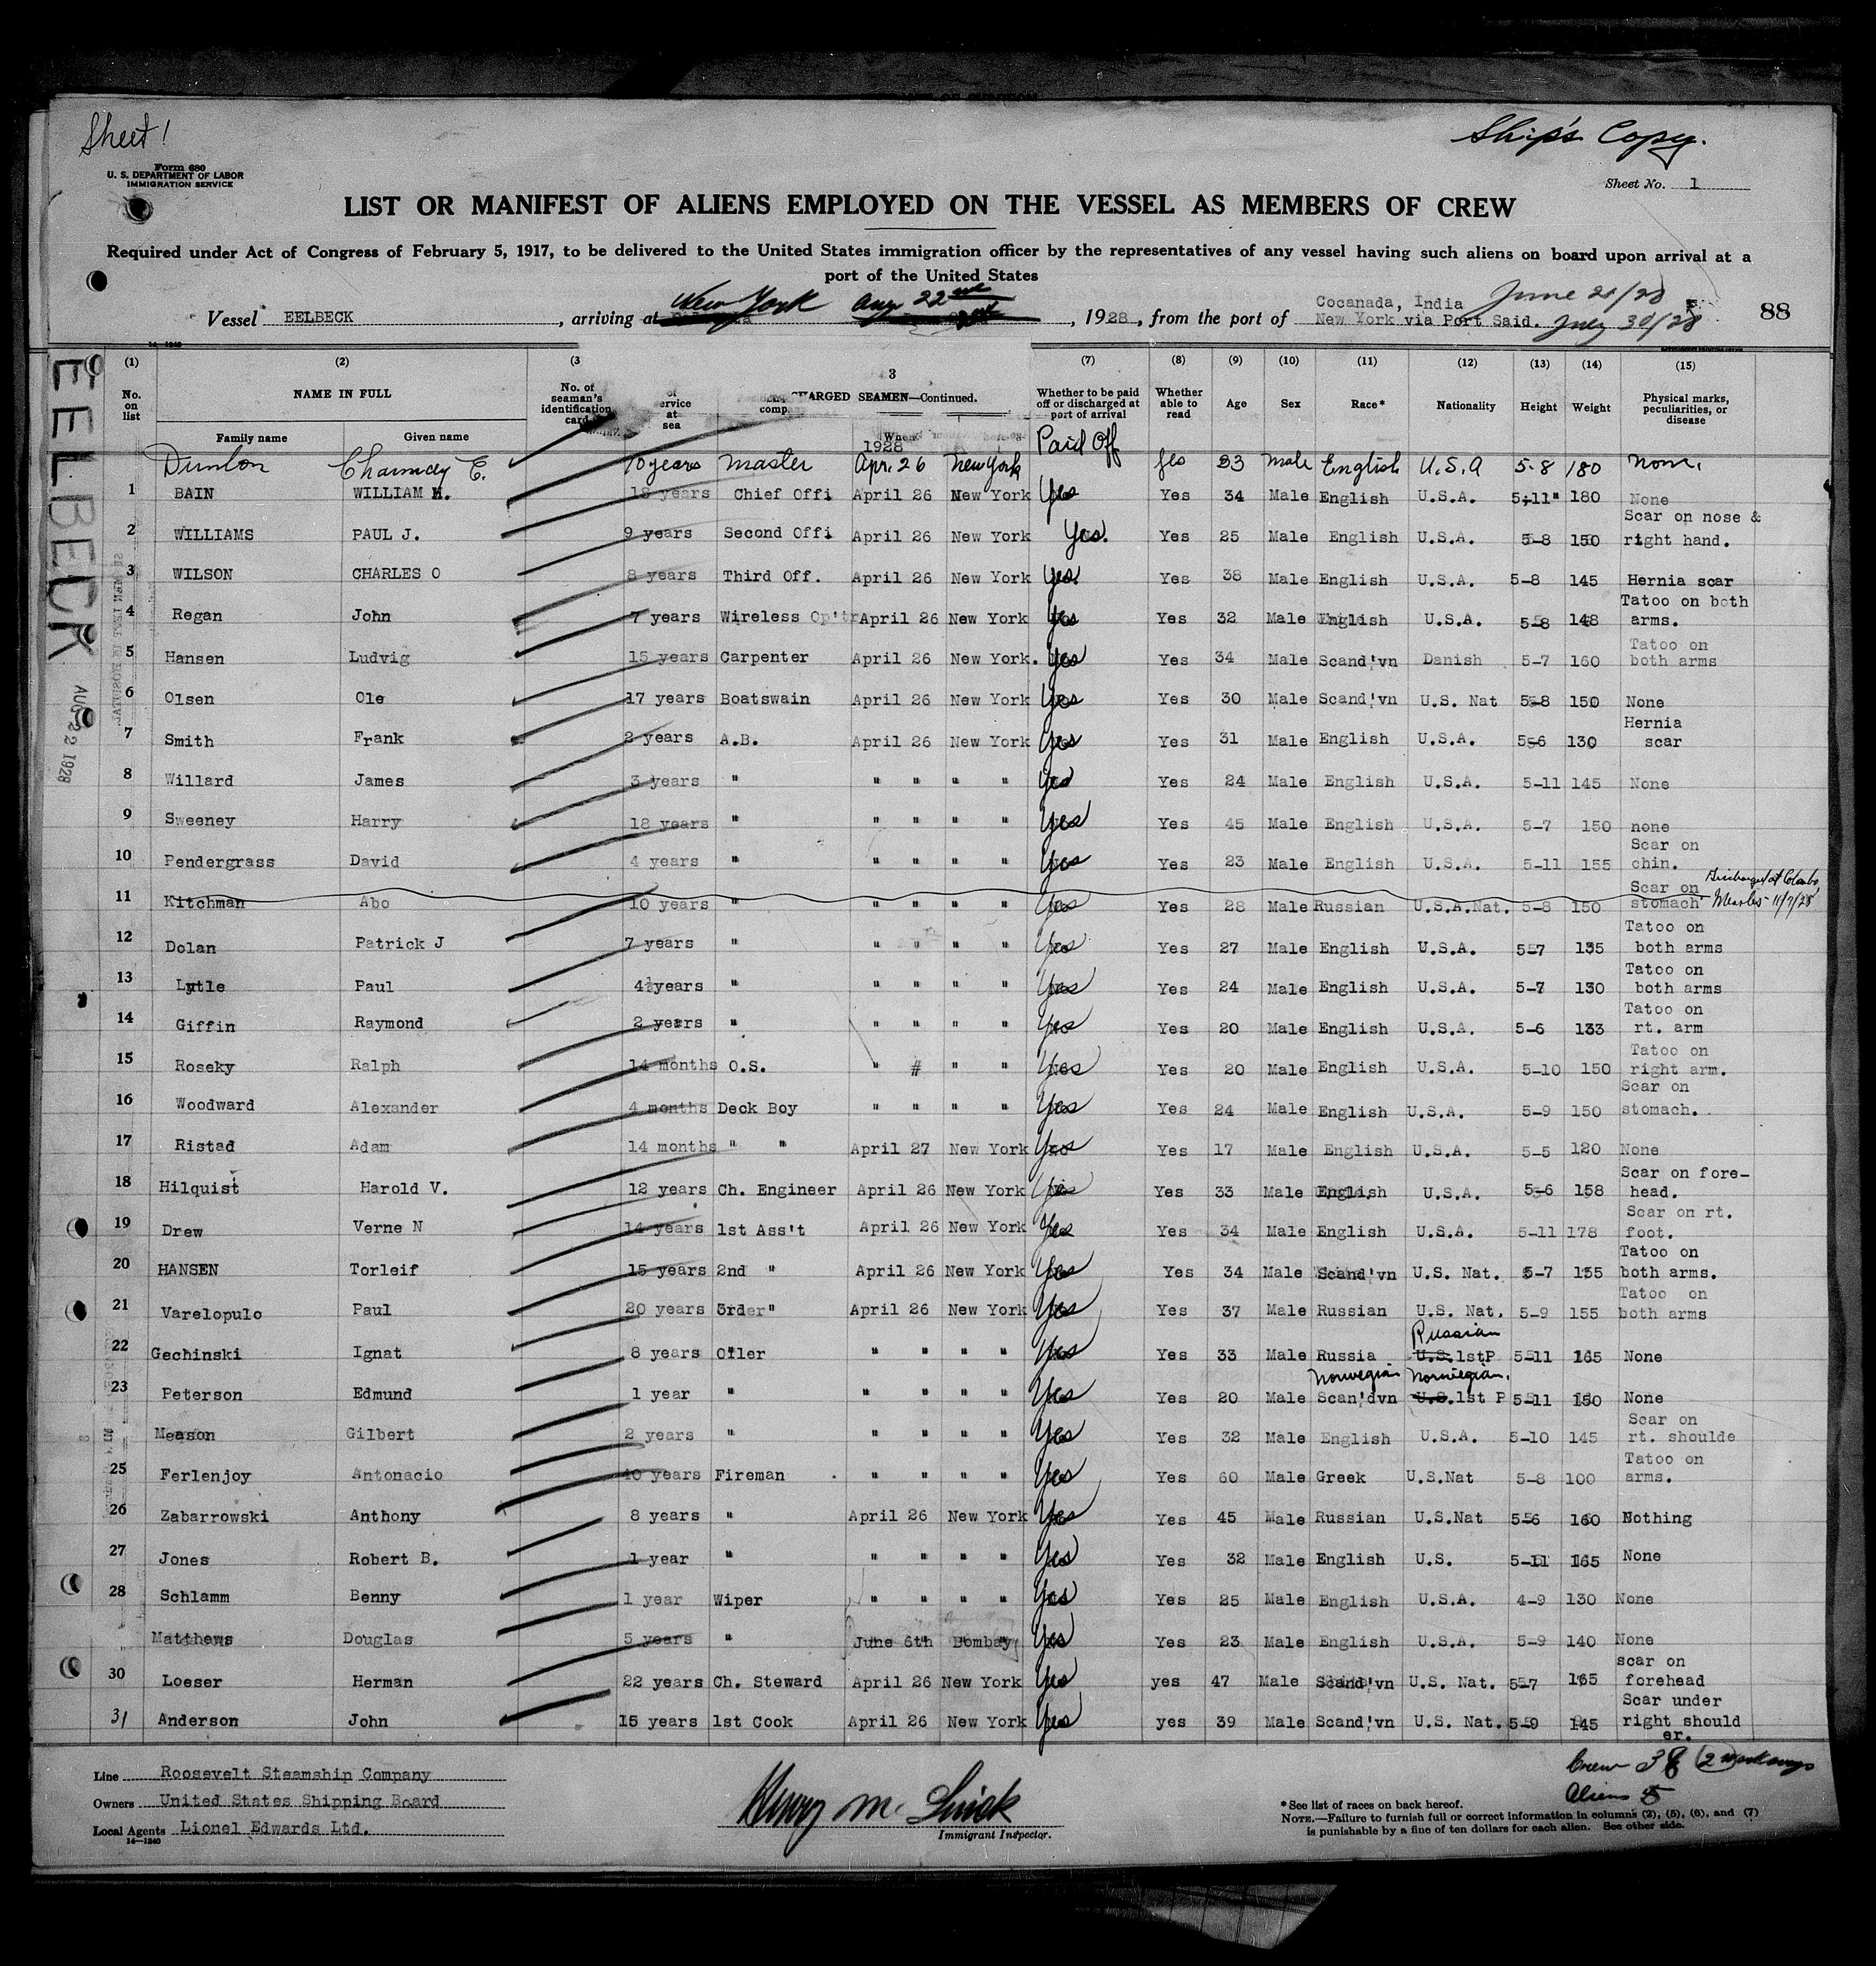 Sheet 1
Ship's Copy.
Form 680
U. S. DEPARTMENT OF LABOR
IMMIGRATION SERVICE
Sheet No. 1
LIST OR MANIFEST OF ALIENS EMPLOYED ON THE VESSEL AS MEMBERS OF CREW
Required under Act of Congress of February 5, 1917, to be delivered to the United States immigration officer by the representatives of any vessel having such aliens on board upon arrival at a
port of the United States
Cocanada, India
Vessel EELBECK, arriving at New York Aug 22nd, 1928, from the port of New York via Port Said. July 30/28 88
EELBECK
AUG 22 1928
(1) (2) (3 3 (7) (8) (9) (10) (11) (12) (13) (14) (15)
No. on list NAME IN FULL No. of seaman's identification card CHARGED SEAMEN—Continued. Whether to be paid off or discharged at port of arrival Whether able to read Age Sex Race* Nationality Height Weight Physical marks, peculiarities, or disease
Family name Given name When 1928 Paid Off
E. 10 years master Apr. 26 New York yes Male English U.S.A 5-8 180
1 BAIN WILLIAM H. 18 years Chief Offi April 26 New York Yes Yes 34 Male English U.S.A. 5-11" 180 None
2 WILLIAMS PAUL J. 9 years Second Offi April 26 New York Yes. Yes 25 Male English U.S.A. 5-8 150 Scar on nose & right hand.
3 WILSON CHARLES O 8 years Third Off. April 26 New York Yes. Yes 38 Male English U.S.A. 5-8 145 Hernia scar
4 Regan John 7 years Wireless Op'tr April 26 New York Yes Yes 32 Male English U.S.A. 5-8 148 Tatoo on both arms.
5 Hansen Ludvig 15 years Carpenter April 26 New York. Yes Yes 34 Male Scand'vn Danish 5-7 160 Tatoo on both arms
6 Olsen Ole 17 years Boatswain April 26 New York Yes Yes 30 Male Scand'vn U.S. Nat 5-8 150 None
7 Smith Frank 2 years A.B. April 26 New York Yes Yes 31 Male English U.S.A. 5-6 130 Hernia scar
8 Willard James 3 years " " " " " Yes Yes 24 Male English U.S.A. 5-11 145 None
9 Sweeney Harry 18 years " " " " " Yes Yes 45 Male English U.S.A. 5-7 150 none
10 Pendergrass David 4 years " " " " " Yes Yes 23 Male English U.S.A. 5-11 155 Scar on chin.
11 Kitchman Abo 10 years " " " " " Yes Yes 28 Male Russian U.S.A.Nat. 5-8 150 Scar on stomach Discharged at Colombo Measles 11/7/28
12 Dolan Patrick J 7 years " " " " " Yes Yes 27 Male English U.S.A. 5-7 135 Tatoo on both arms
13 Lytle Paul 4 years " " " " " Yes Yes 24 Male English U.S.A. 5-7 130 Tatoo on both arms
14 Giffin Raymond 2 years " " " " " Yes Yes 20 Male English U.S.A. 5-6 133 Tatoo on rt. arm
15 Roseky Ralph 14 months O.S. " # " " Yes Yes 20 Male English U.S.A. 5-10 150 Tatoo on right arm.
16 Woodward Alexander 4 months Deck Boy " " " " Yes Yes 24 Male English U.S.A. 5-9 150 Scar on stomach.
17 Ristad Adam 14 months " " April 27 New York Yes Yes 17 Male English U.S.A. 5-5 120 None
18 Hilquist Harold V. 12 years Ch. Engineer April 26 New York Yes Yes 33 Male English U.S.A. 5-6 158 Scar on fore-head.
19 Drew Verne N 14 years 1st Ass't April 26 New York Yes Yes 34 Male English U.S.A. 5-11 178 Scar on rt. foot.
20 HANSEN Torleif 15 years 2nd " April 26 New York Yes Yes 34 Male Scand'vn U.S. Nat. 5-7 155 Tatoo on both arms.
21 Varelopulo Paul 20 years 3rd " April 26 New York Yes Yes 37 Male Russian U.S. Nat. 5-9 155 Tatoo on both arms
22 Gechinski Ignat 8 years Oiler " " " " Yes Yes 33 Male Russia Russian U.S. 1stP 5-11 165 None
23 Peterson Edmund 1 year " " " " " Yes Yes 20 Male Norwegian Scan'dvn Norwegian. U.S. 1st P 5-11 150 None
Meason Gilbert 2 years " " " " " Yes Yes 32 Male English U.S.A. 5-10 145 Scar on rt. shoulde
25 Ferlenjoy Antonacio 40 years Fireman " " " " Yes Yes 60 Male Greek U.S.Nat 5-8 100 Tatoo on arms.
26 Zabarrowski Anthony 8 years " April 26 New York Yes Yes 45 Male Russian U.S.Nat 5-6 160 Nothing
27 Jones Robert B. 1 year " " " " " Yes Yes 32 Male English U.S. 5-11 165 None
28 Schlamm Benny 1 year Wiper " " " " Yes Yes 25 Male English U.S.A. 4-9 130 None
Matthews Douglas 5 years " June 6th Bombay Yes Yes 23 Male English U.S.A. 5-9 140 None
30 Loeser Herman 22 years Ch. Steward April 26 New York Yes yes 47 Male Scand'vn U.S. Nat. 5-7 165 scar on forehead
31 Anderson John 15 years 1st Cook April 26 New York Yes yes 39 Male Scand'vn U.S. Nat. 5-9 145 Scar under right should er.
Line Roosevelt Steamship Company
Owners United States Shipping Board
Local Agents Lionel Edwards Ltd.
14—1240
Immigrant Inspector.
Crew 38 (2 workaways
Aliens 5
*See list of races on back hereof.
NOTE.—Failure to furnish full or correct information in columns (2), (5), (6), and (7)
is punishable by a fine of ten dollars for each alien. See other side.